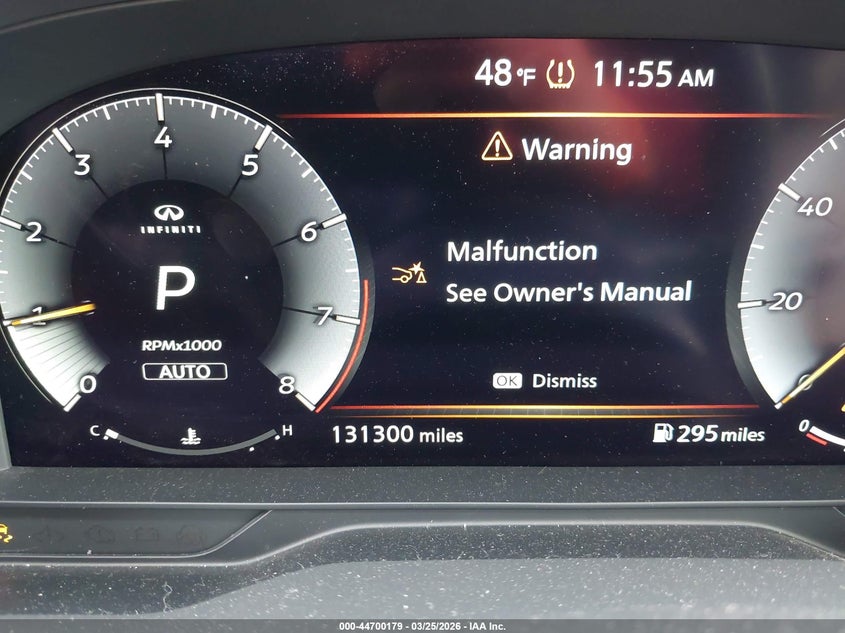 48°F 11:55 AM
Warning
Malfunction
See Owner's Manual
OK Dismiss
131300 miles
295 miles
0 1 2 3 4 5 6 7 8
INFINITI
P
RPMx1000
AUTO
C H
40
20
0
0
000-44700179 — 03/25/2026 — IAA Inc.